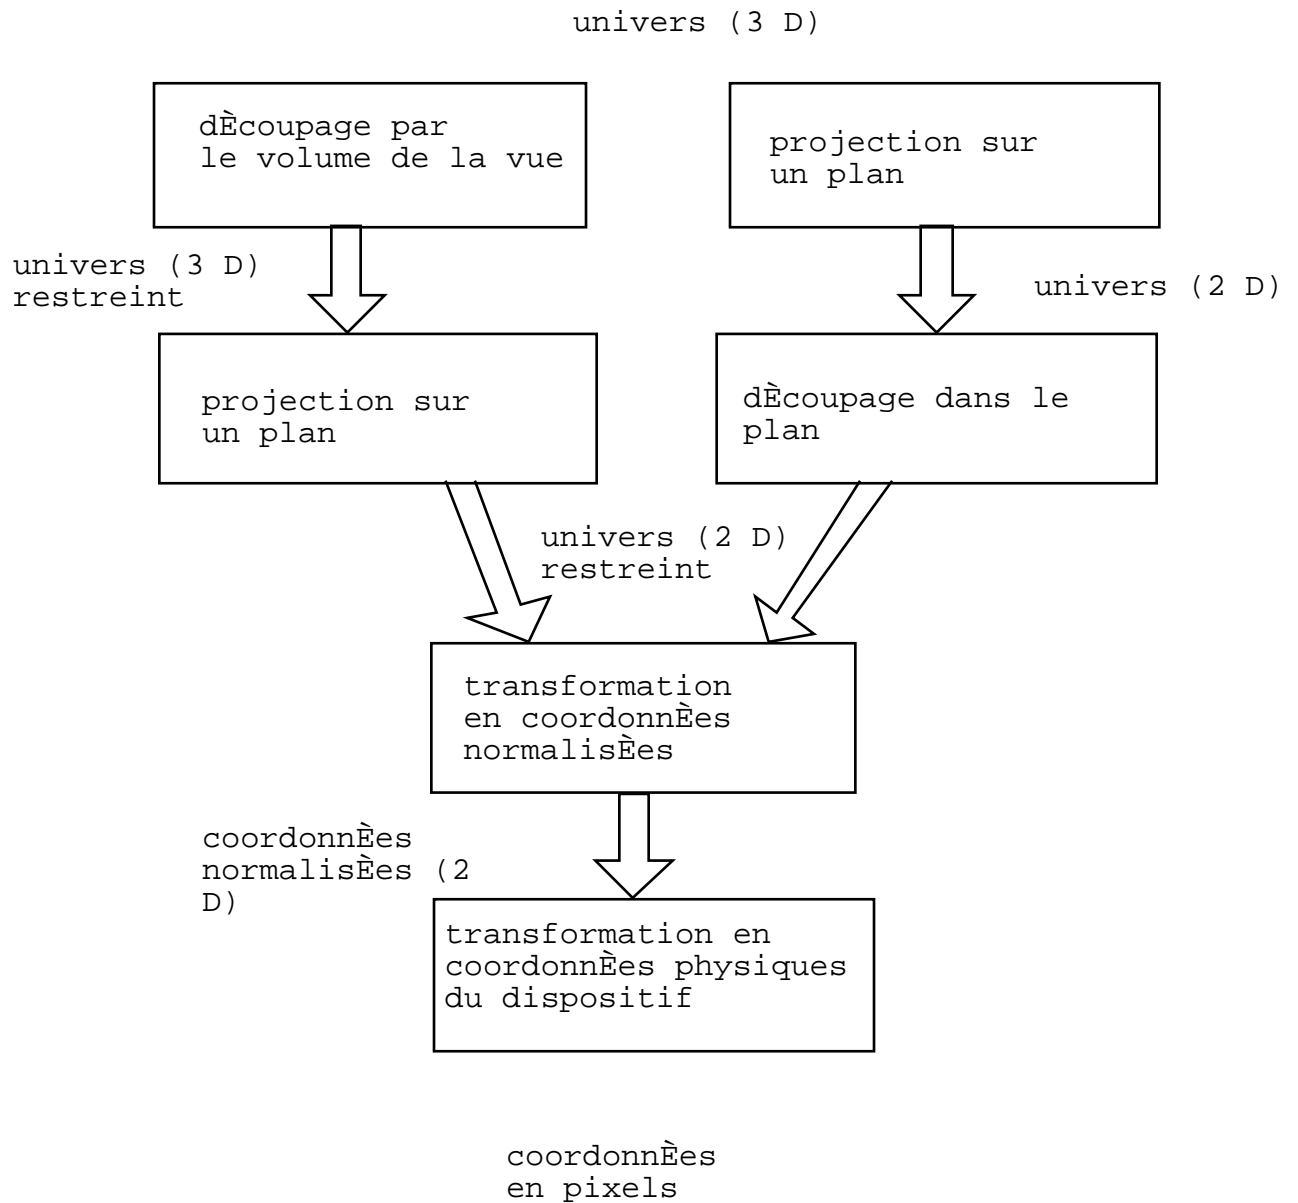 univers (3 D)
dÈcoupage par
le volume de la vue
projection sur
un plan
univers (3 D)
restreint
univers (2 D)
projection sur
un plan
dÈcoupage dans le
plan
univers (2 D)
restreint
transformation
en coordonnÈes
normalisÈes
coordonnÈes
normalisÈes (2
D)
transformation en
coordonnÈes physiques
du dispositif
coordonnÈes
en pixels